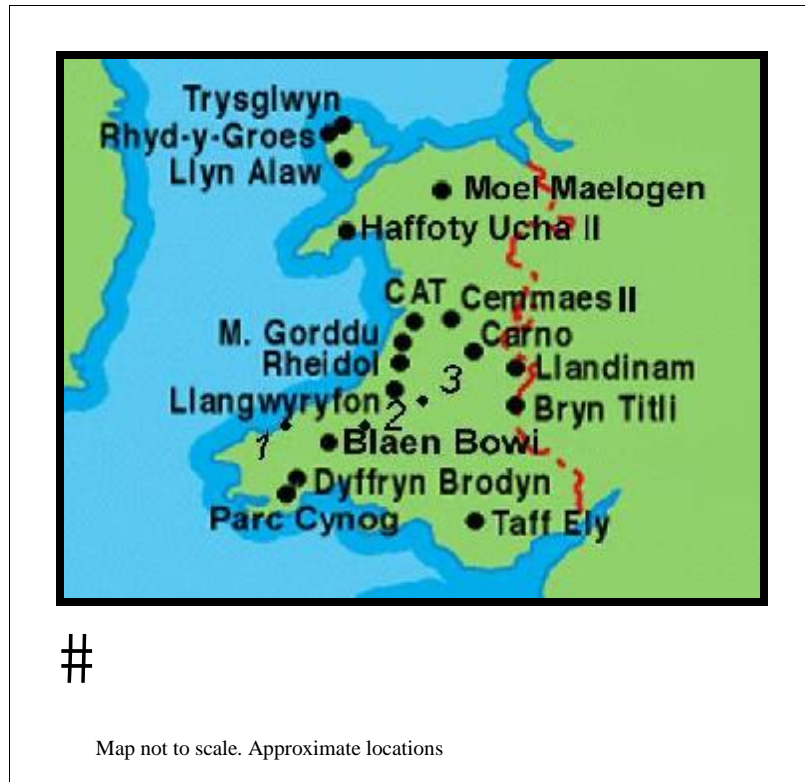 Trysglwyn
Rhyd-y-Groes
Llyn Alaw
Moel Maelogen
Haffoty Ucha II
CAT Cemmaes II
M. Gorddu Carno
Rheidol Llandinam
3
Llangwyryfon Bryn Titli
2
1 Blaen Bowi
Dyffryn Brodyn
Parc Cynog Taff Ely
#
Map not to scale. Approximate locations